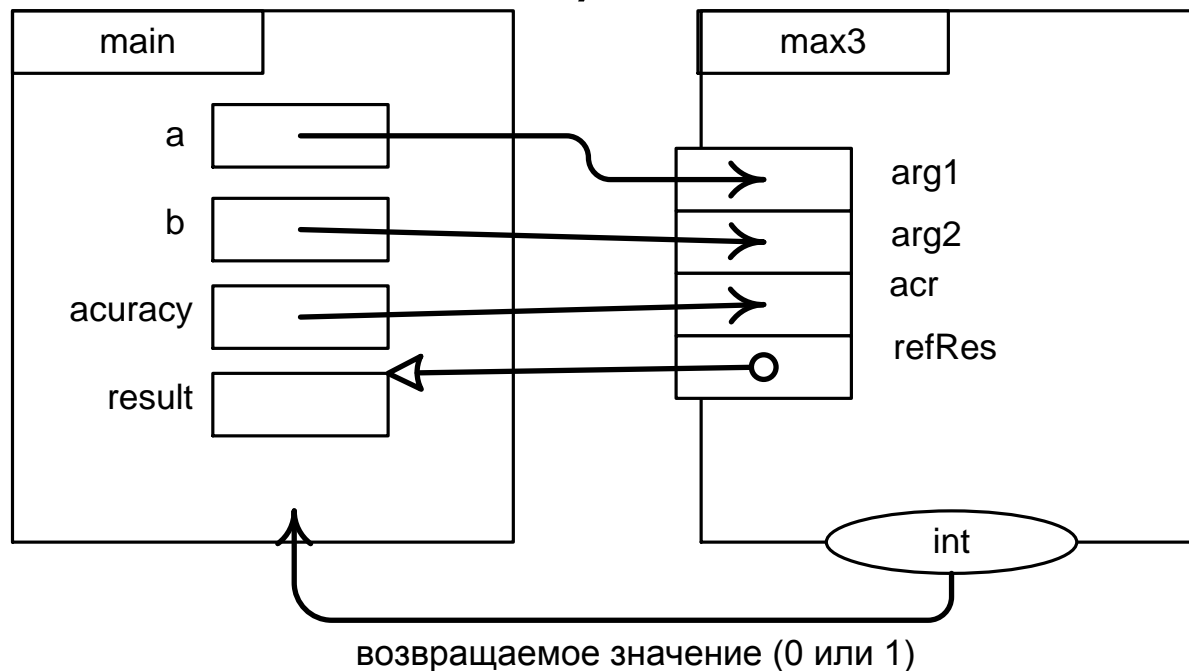 main
max3
a
b
acuracy
result
arg1
arg2
acr
refRes
int
возвращаемое значение (0 или 1)